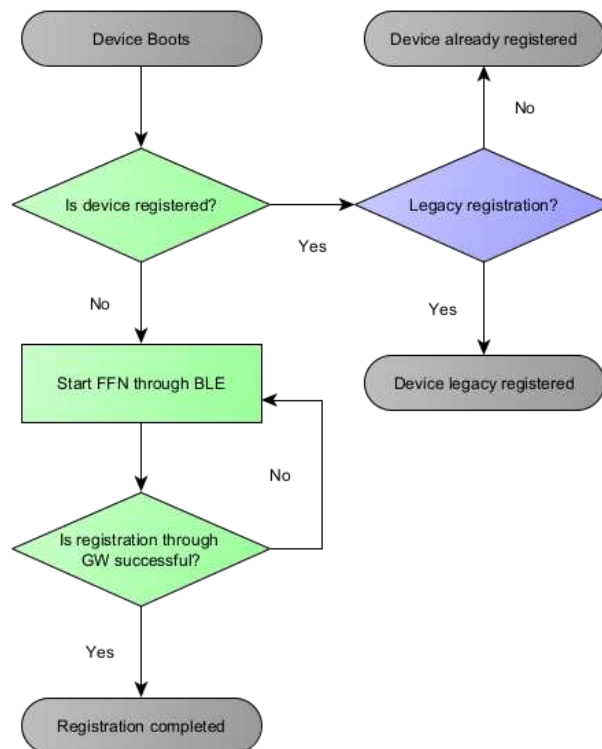 Device Boots
Device already registered
No
Is device registered?
Legacy registration?
Yes
No
Yes
Start FFN through BLE
Device legacy registered
No
Is registration through
GW successful?
Yes
Registration completed